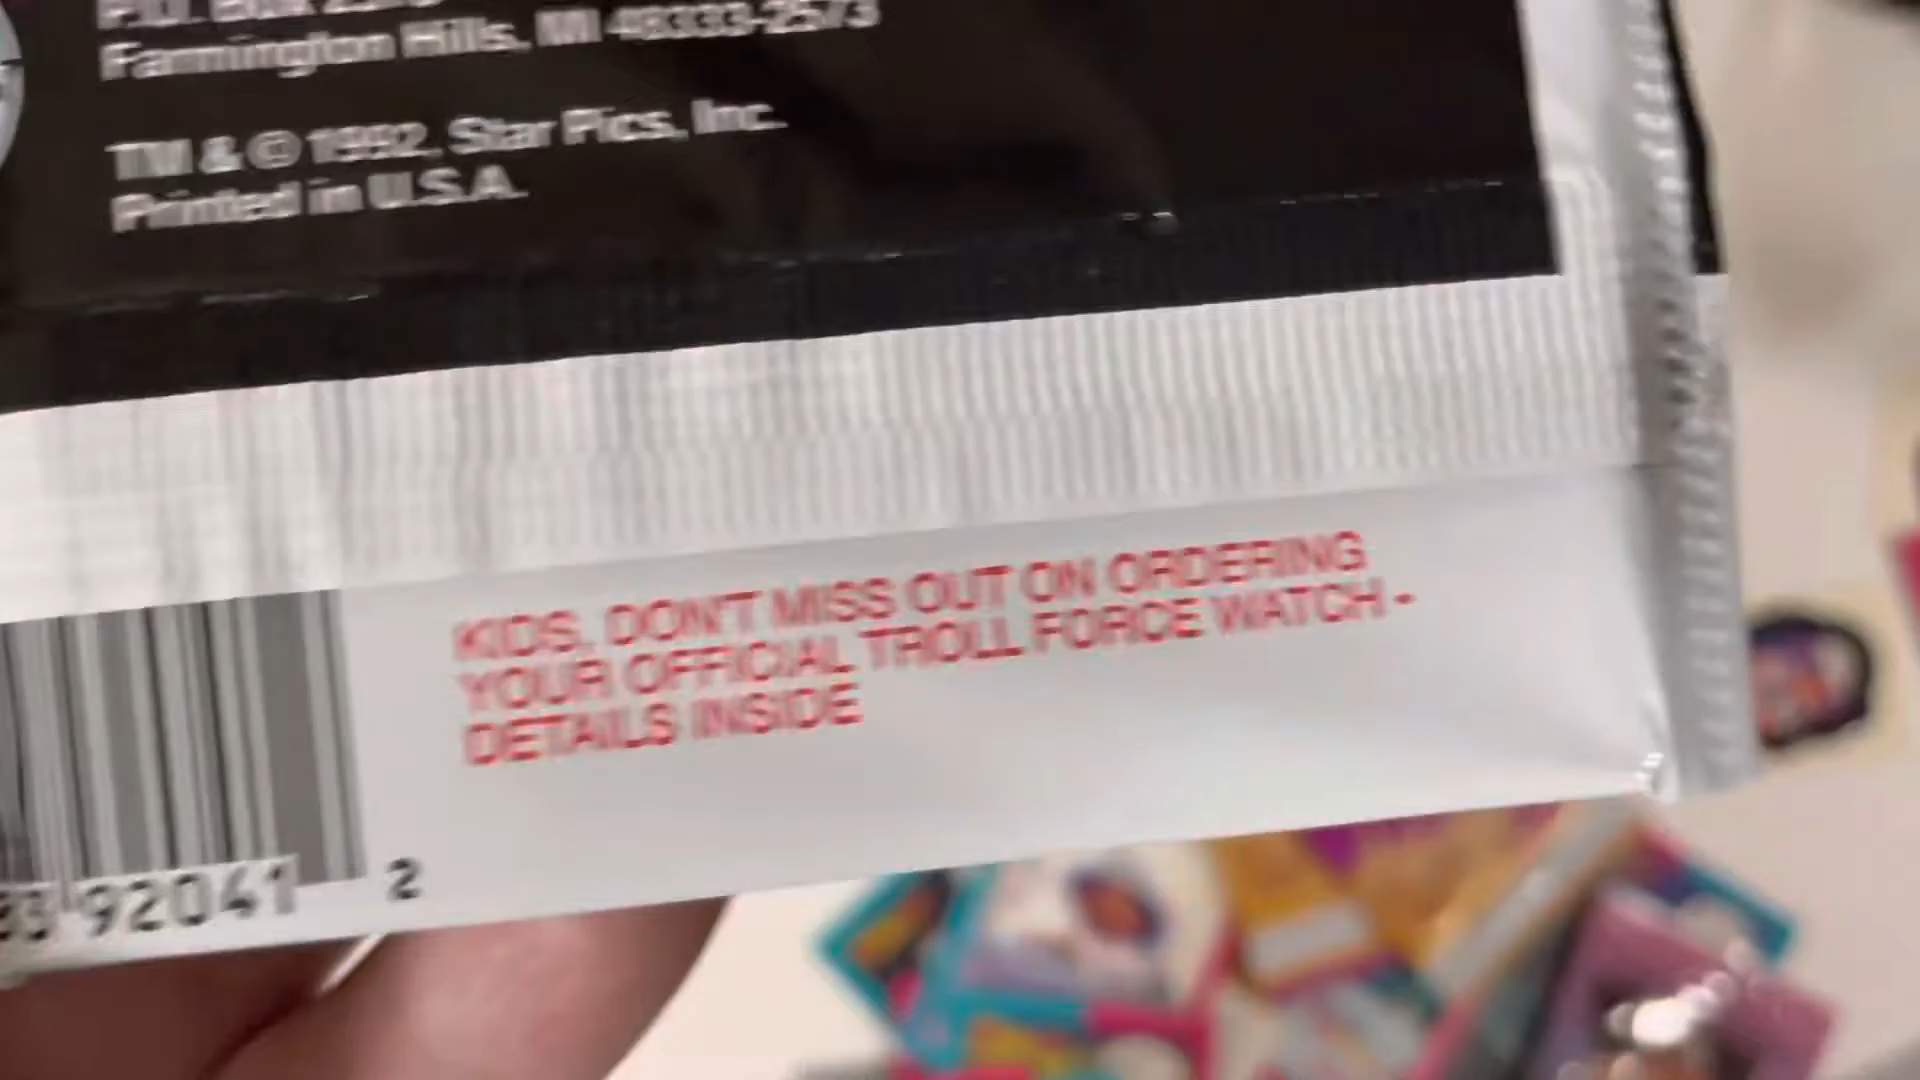 P.O. Box
Farmington Hills, MI 48333-2573
TM & © 1992, Star Pics, Inc.
Printed in U.S.A.
KIDS, DON'T MISS OUT ON ORDERING
YOUR OFFICIAL TROLL FORCE WATCH -
DETAILS INSIDE
92041 2